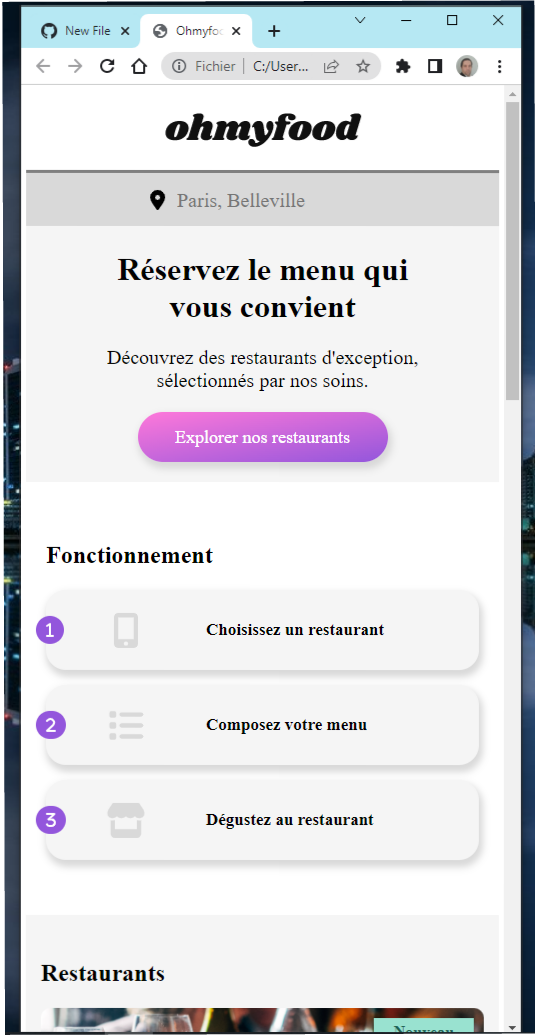 New File
Ohmyfo
Fichier | C:/User...
ohmyfood
Paris, Belleville
Réservez le menu qui
vous convient
Découvrez des restaurants d'exception,
sélectionnés par nos soins.
Explorer nos restaurants
Fonctionnement
1 Choisissez un restaurant
2 Composez votre menu
3 Dégustez au restaurant
Restaurants
Nouveau